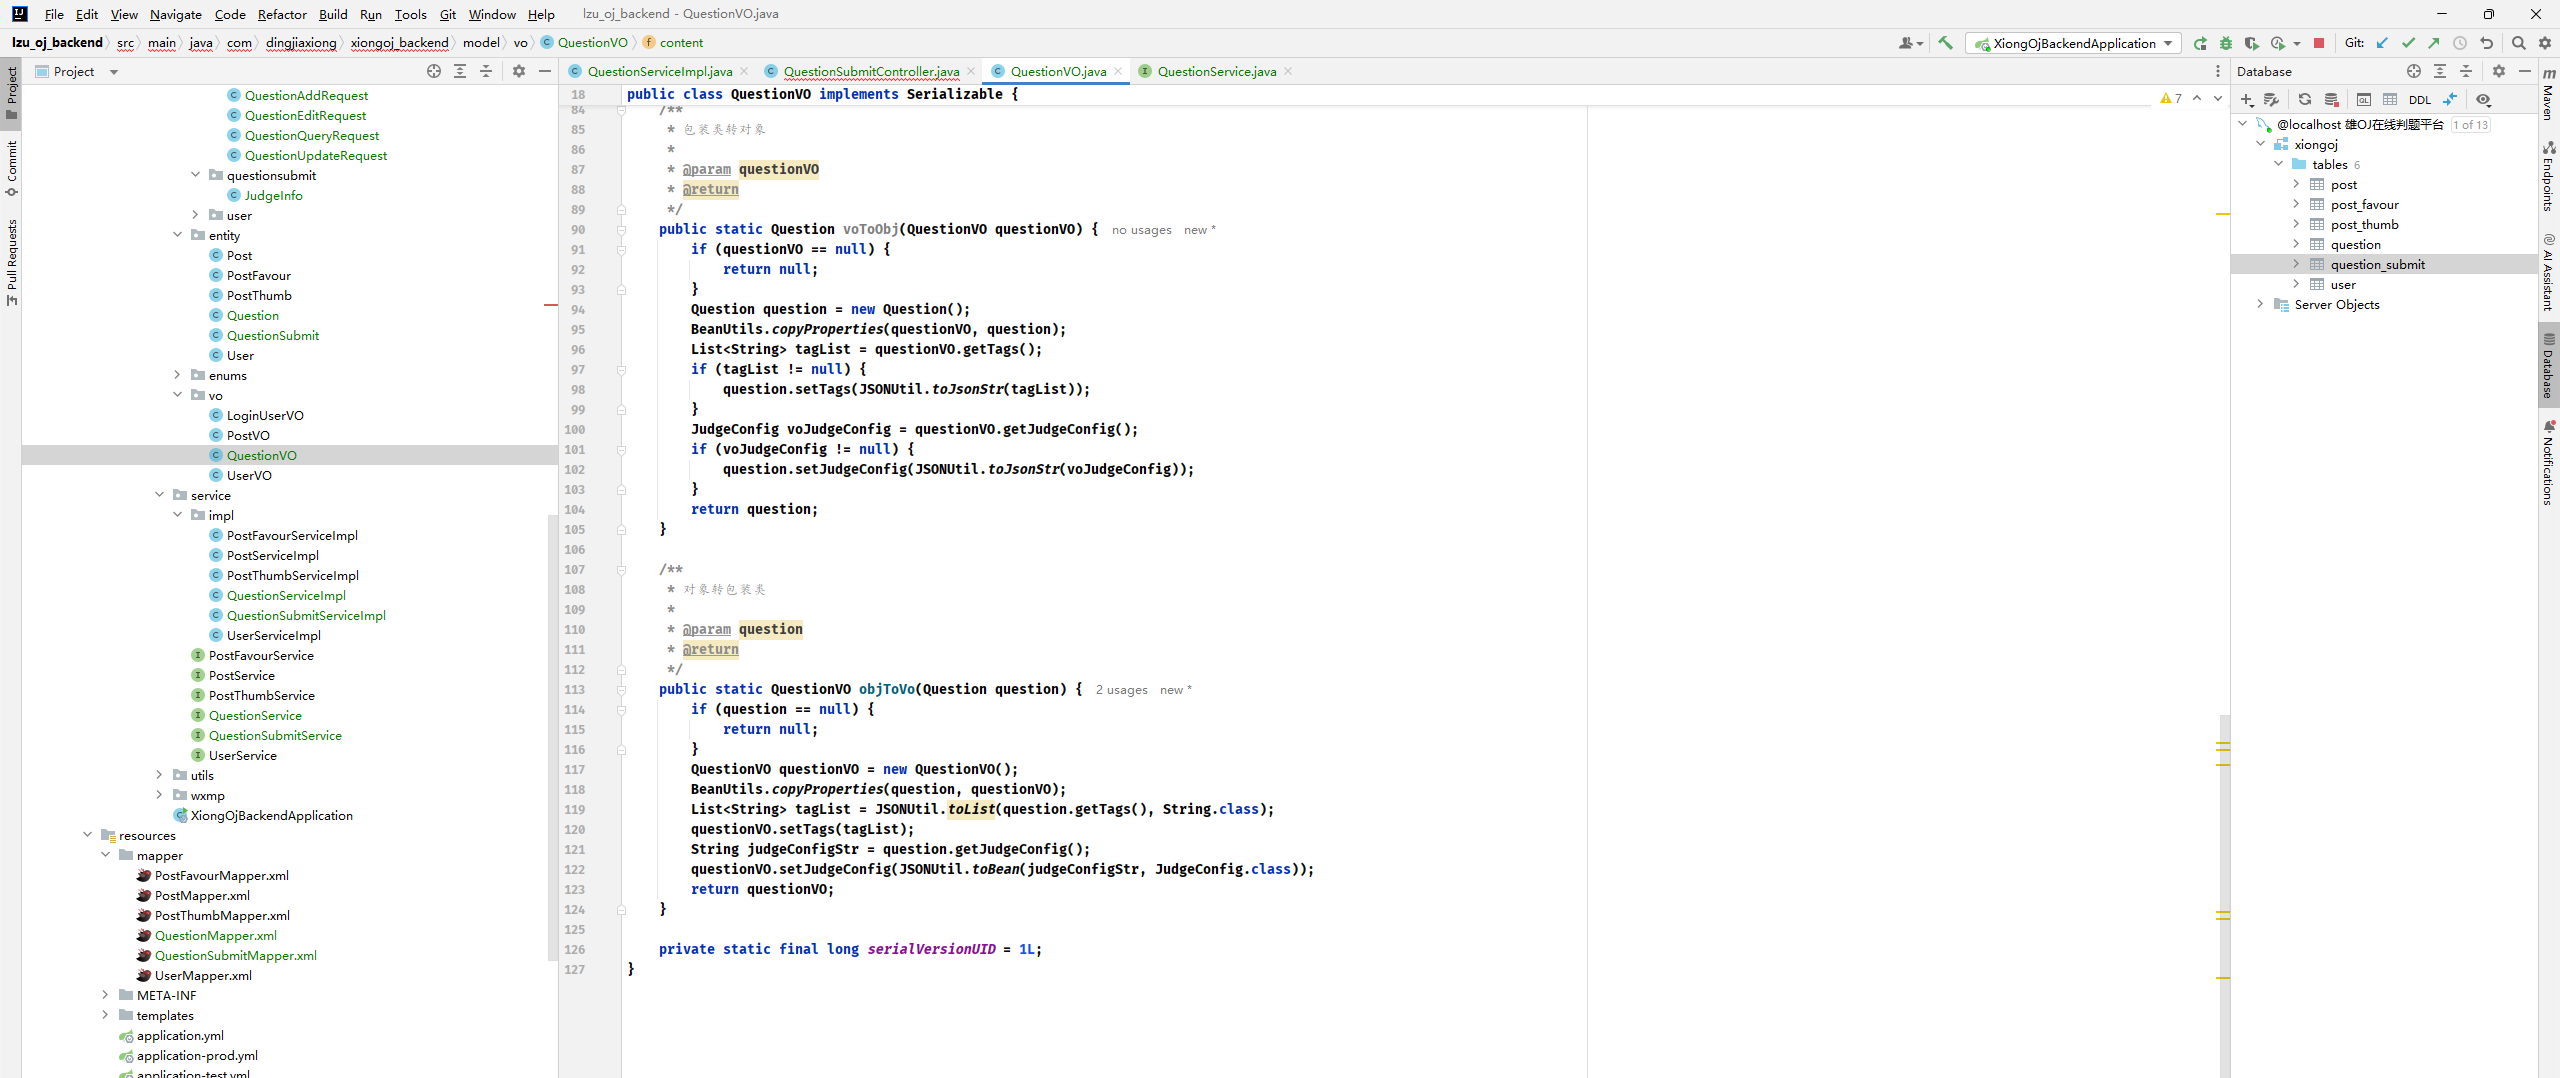 File Edit View Navigate Code Refactor Build Run Tools Git Window Help lzu_oj_backend - QuestionVO.java
lzu_oj_backend src main java com dingjiaxiong xiongoj_backend model vo QuestionVO content
XiongOjBackendApplication Git:
Project
Commit
Pull Requests
Project
QuestionAddRequest
QuestionEditRequest
QuestionQueryRequest
QuestionUpdateRequest
questionsubmit
JudgeInfo
user
entity
Post
PostFavour
PostThumb
Question
QuestionSubmit
User
enums
vo
LoginUserVO
PostVO
QuestionVO
UserVO
service
impl
PostFavourServiceImpl
PostServiceImpl
PostThumbServiceImpl
QuestionServiceImpl
QuestionSubmitServiceImpl
UserServiceImpl
PostFavourService
PostService
PostThumbService
QuestionService
QuestionSubmitService
UserService
utils
wxmp
XiongOjBackendApplication
resources
mapper
PostFavourMapper.xml
PostMapper.xml
PostThumbMapper.xml
QuestionMapper.xml
QuestionSubmitMapper.xml
UserMapper.xml
META-INF
templates
application.yml
application-prod.yml
application-test.yml
QuestionServiceImpl.java QuestionSubmitController.java QuestionVO.java QuestionService.java
7
18 public class QuestionVO implements Serializable {
84 /**
85 * 包装类转对象
86 *
87 * @param questionVO
88 * @return
89 */
90 public static Question voToObj(QuestionVO questionVO) { no usages new *
91 if (questionVO == null) {
92 return null;
93 }
94 Question question = new Question();
95 BeanUtils.copyProperties(questionVO, question);
96 List<String> tagList = questionVO.getTags();
97 if (tagList != null) {
98 question.setTags(JSONUtil.toJsonStr(tagList));
99 }
100 JudgeConfig voJudgeConfig = questionVO.getJudgeConfig();
101 if (voJudgeConfig != null) {
102 question.setJudgeConfig(JSONUtil.toJsonStr(voJudgeConfig));
103 }
104 return question;
105 }
106
107 /**
108 * 对象转包装类
109 *
110 * @param question
111 * @return
112 */
113 public static QuestionVO objToVo(Question question) { 2 usages new *
114 if (question == null) {
115 return null;
116 }
117 QuestionVO questionVO = new QuestionVO();
118 BeanUtils.copyProperties(question, questionVO);
119 List<String> tagList = JSONUtil.toList(question.getTags(), String.class);
120 questionVO.setTags(tagList);
121 String judgeConfigStr = question.getJudgeConfig();
122 questionVO.setJudgeConfig(JSONUtil.toBean(judgeConfigStr, JudgeConfig.class));
123 return questionVO;
124 }
125
126 private static final long serialVersionUID = 1L;
127 }
Database
DDL
@localhost 雄OJ在线判题平台 1 of 13
xiongoj
tables 6
post
post_favour
post_thumb
question
question_submit
user
Server Objects
m Maven
Endpoints
AI Assistant
Database
Notifications